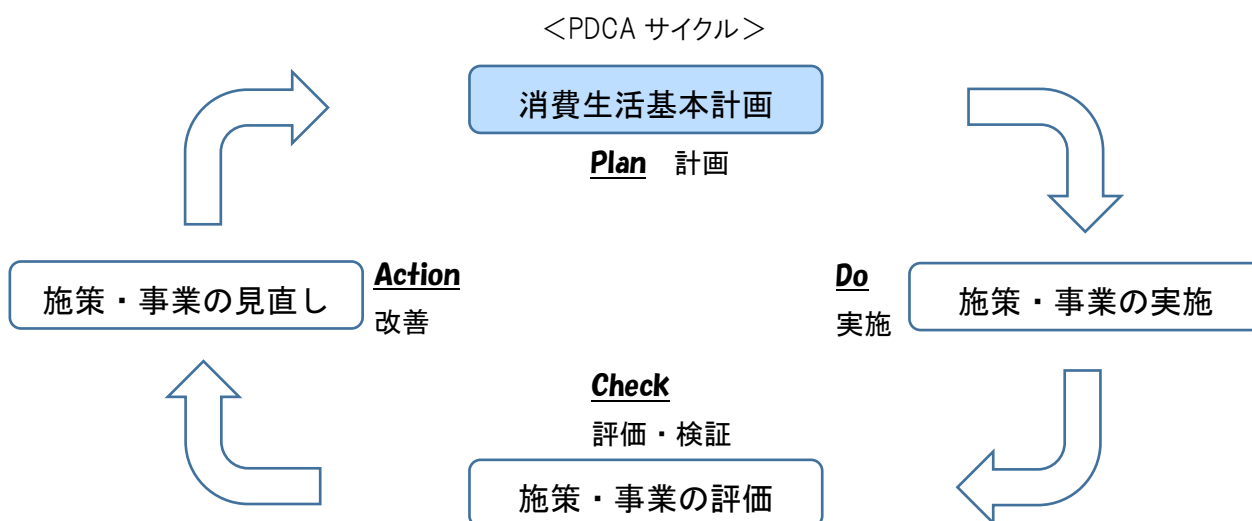 <PDCA サイクル>
消費生活基本計画
Plan 計画
施策・事業の見直し
Action
改善
Do
実施
施策・事業の実施
Check
評価・検証
施策・事業の評価